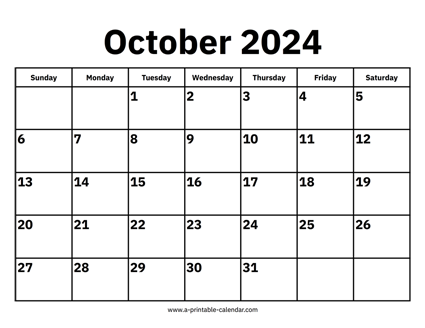 October 2024
Sunday Monday Tuesday Wednesday Thursday Friday Saturday
1 2 3 4 5
6 7 8 9 10 11 12
13 14 15 16 17 18 19
20 21 22 23 24 25 26
27 28 29 30 31
www.a-printable-calendar.com